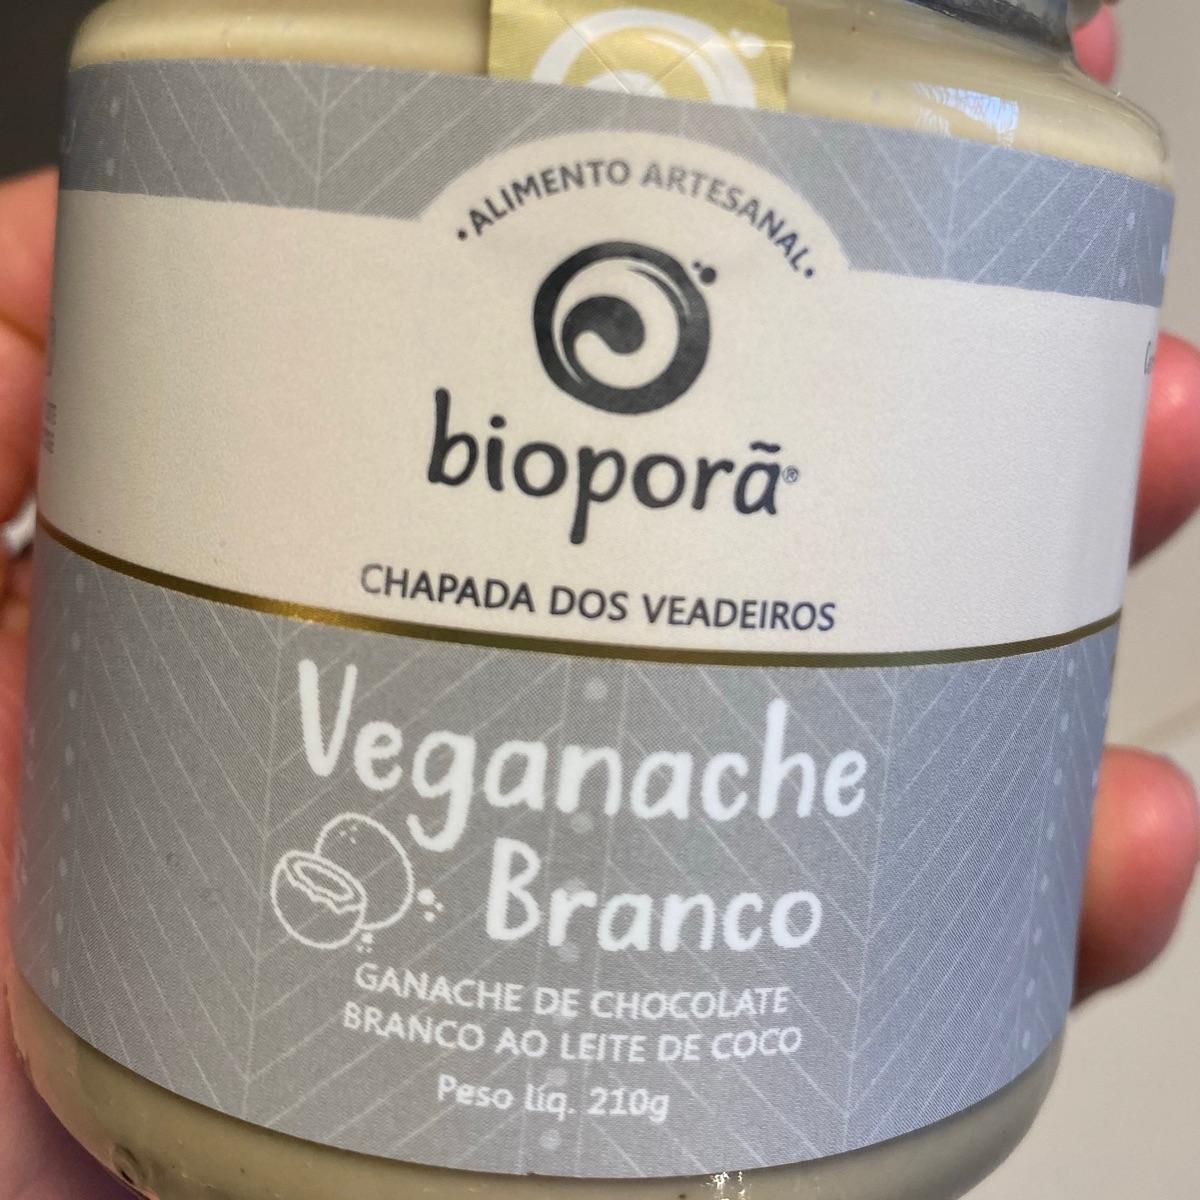 •ALIMENTO ARTESANAL•
bioporã®
CHAPADA DOS VEADEIROS
Veganache
Branco
GANACHE DE CHOCOLATE
BRANCO AO LEITE DE COCO
Peso líq. 210g